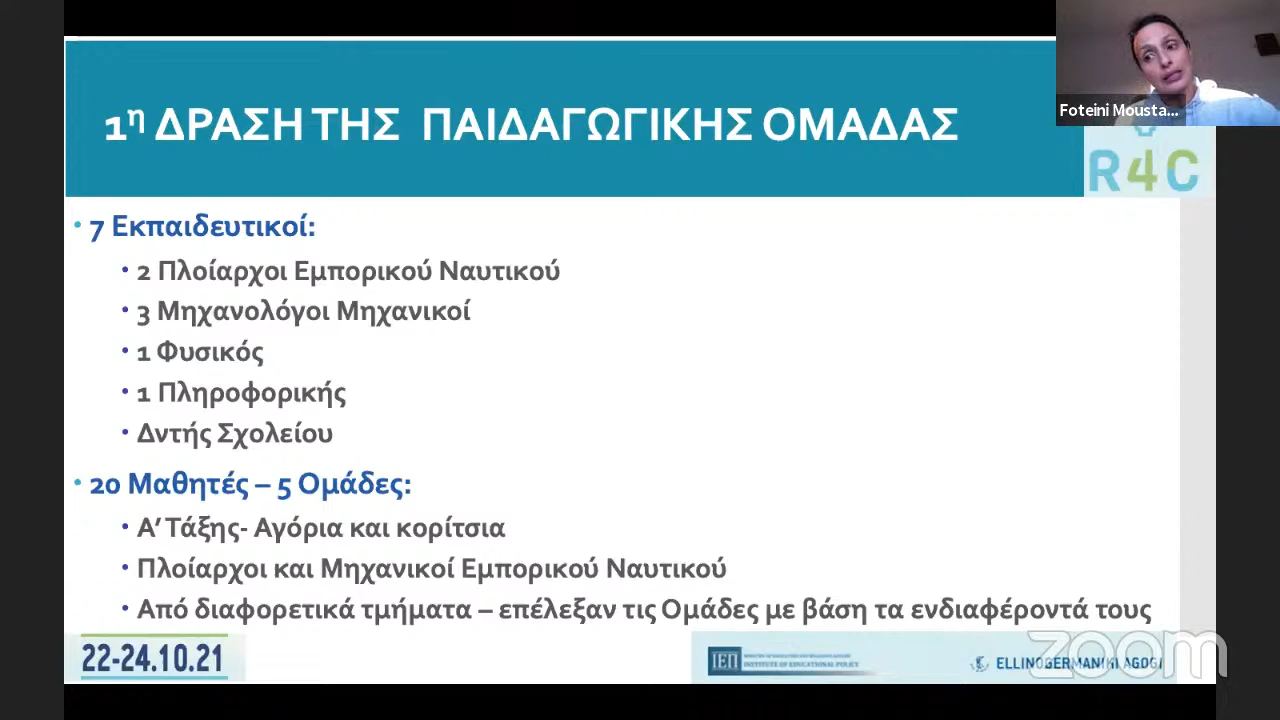 Foteini Mousta...
1η ΔΡΑΣΗ ΤΗΣ ΠΑΙΔΑΓΩΓΙΚΗΣ ΟΜΑΔΑΣ
R4C
• 7 Εκπαιδευτικοί:
• 2 Πλοίαρχοι Εμπορικού Ναυτικού
• 3 Μηχανολόγοι Μηχανικοί
• 1 Φυσικός
• 1 Πληροφορικής
• Δντής Σχολείου
• 20 Μαθητές – 5 Ομάδες:
• Α’ Τάξης- Αγόρια και κορίτσια
• Πλοίαρχοι και Μηχανικοί Εμπορικού Ναυτικού
• Από διαφορετικά τμήματα – επέλεξαν τις Ομάδες με βάση τα ενδιαφέροντά τους
22-24.10.21
ΙΕΠ
INSTITUTE OF EDUCATIONAL POLICY
ELLINOGERMANIKI AGOGI
zoom